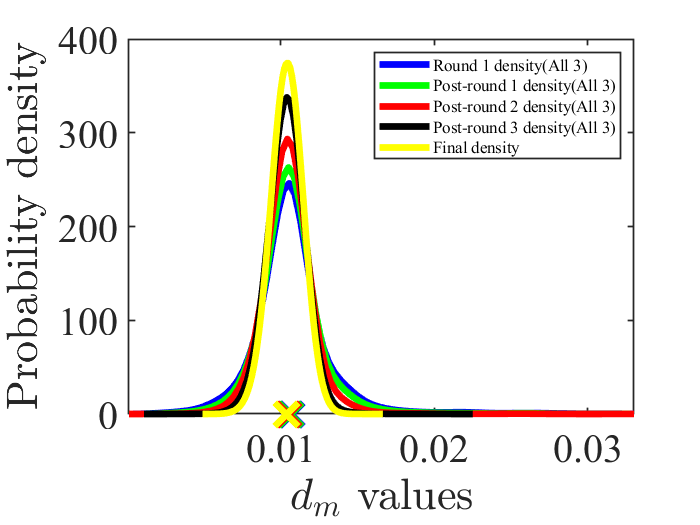 400
300
200
100
0
Probability density
Round 1 density(All 3)
Post-round 1 density(All 3)
Post-round 2 density(All 3)
Post-round 3 density(All 3)
Final density
0.01 0.02 0.03
d_m values